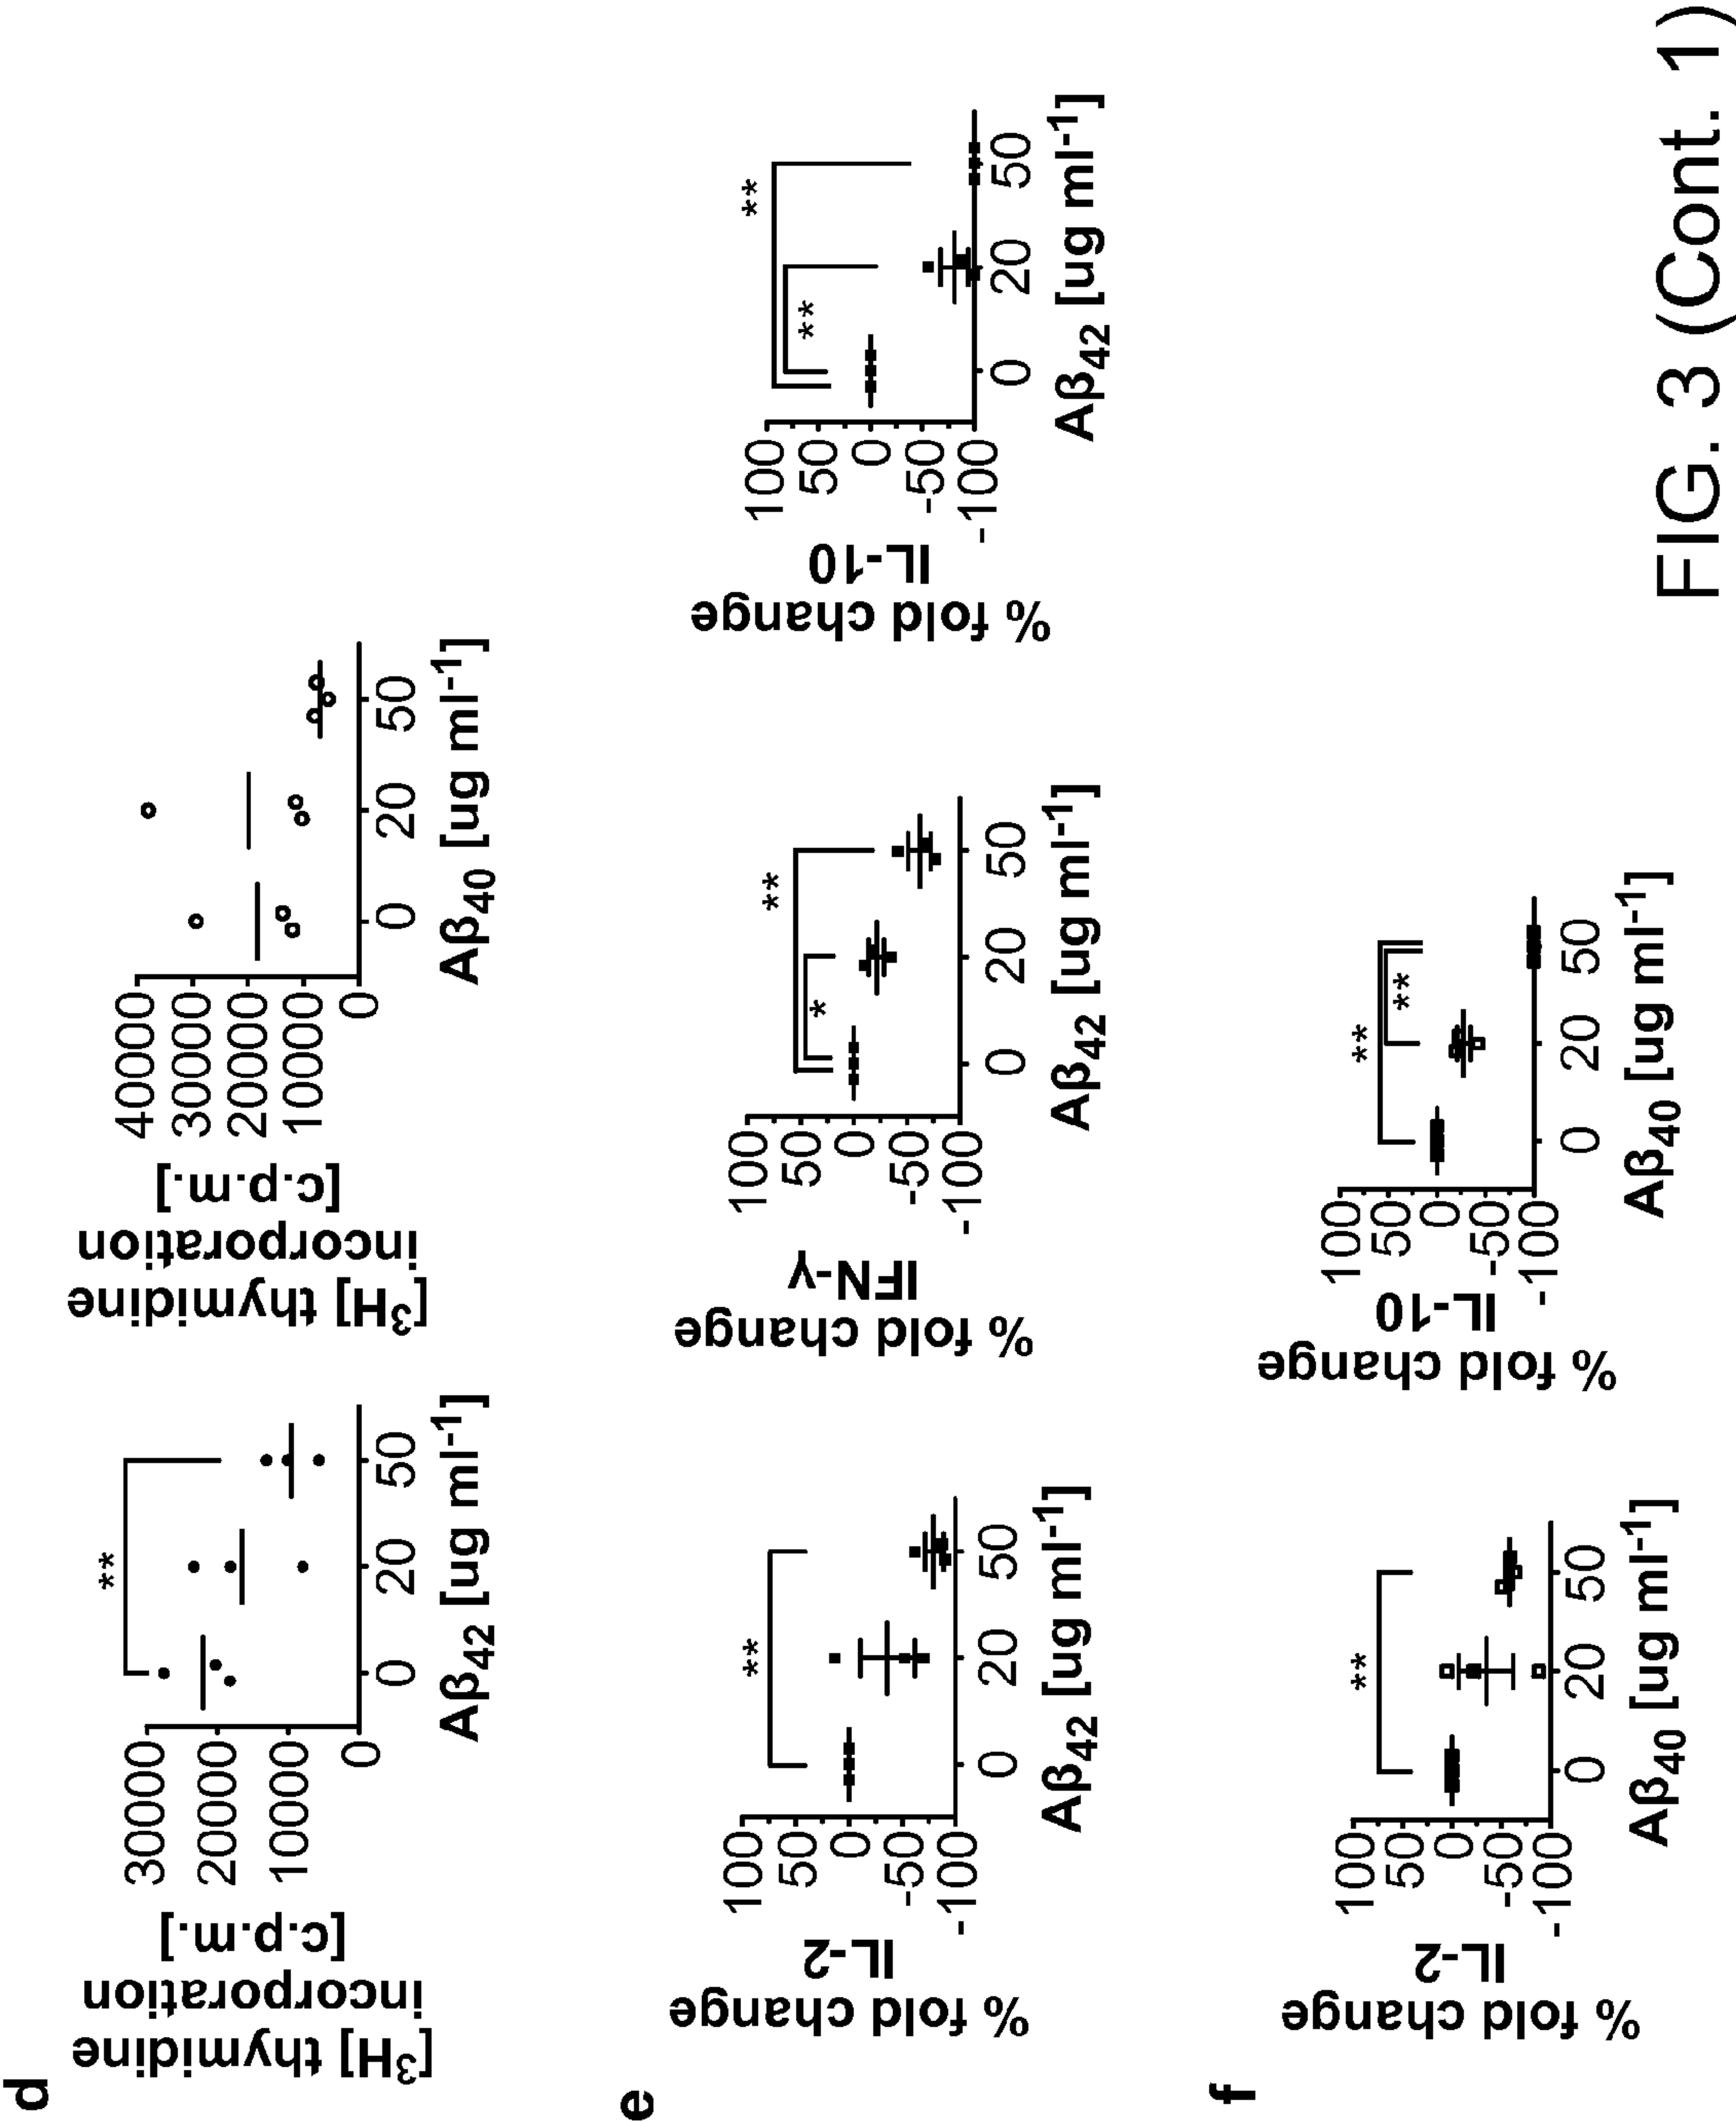 d
[³H] thymidine
incorporation
[c.p.m.]
30000
20000
10000
0
**
0 20 50
Aβ₄₂ [ug ml⁻¹]
[³H] thymidine
incorporation
[c.p.m.]
40000
30000
20000
10000
0
0 20 50
Aβ₄₀ [ug ml⁻¹]
e
% fold change
IL-2
100
50
0
-50
-100
**
0 20 50
Aβ₄₂ [ug ml⁻¹]
% fold change
IFN-γ
100
50
0
-50
-100
**
*
0 20 50
Aβ₄₂ [ug ml⁻¹]
% fold change
IL-10
100
50
0
-50
-100
**
**
0 20 50
Aβ₄₂ [ug ml⁻¹]
f
% fold change
IL-2
100
50
0
-50
-100
**
0 20 50
Aβ₄₀ [ug ml⁻¹]
% fold change
IL-10
100
50
0
-50
-100
**
**
0 20 50
Aβ₄₀ [ug ml⁻¹]
FIG. 3 (Cont. 1)